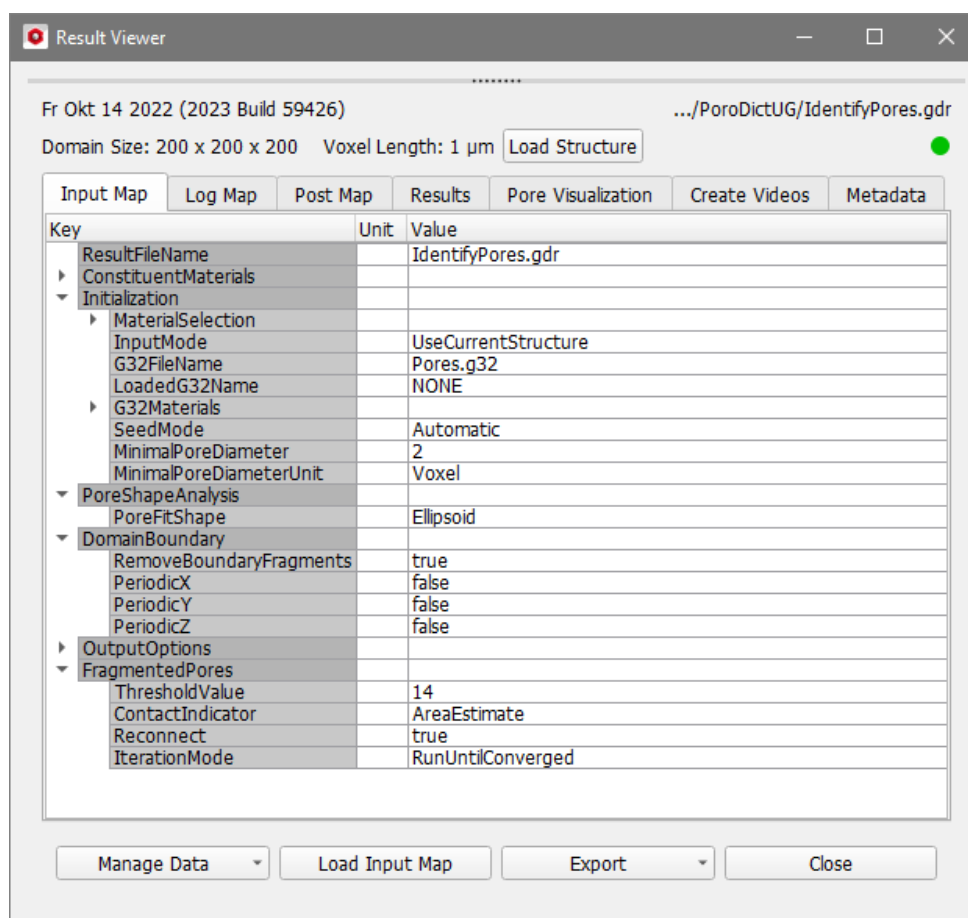 Result Viewer
Fr Okt 14 2022 (2023 Build 59426) .../PoroDictUG/IdentifyPores.gdr
Domain Size: 200 x 200 x 200 Voxel Length: 1 µm Load Structure
Input Map Log Map Post Map Results Pore Visualization Create Videos Metadata
Key Unit Value
ResultFileName IdentifyPores.gdr
ConstituentMaterials
Initialization
MaterialSelection
InputMode UseCurrentStructure
G32FileName Pores.g32
LoadedG32Name NONE
G32Materials
SeedMode Automatic
MinimalPoreDiameter 2
MinimalPoreDiameterUnit Voxel
PoreShapeAnalysis
PoreFitShape Ellipsoid
DomainBoundary
RemoveBoundaryFragments true
PeriodicX false
PeriodicY false
PeriodicZ false
OutputOptions
FragmentedPores
ThresholdValue 14
ContactIndicator AreaEstimate
Reconnect true
IterationMode RunUntilConverged
Manage Data Load Input Map Export Close